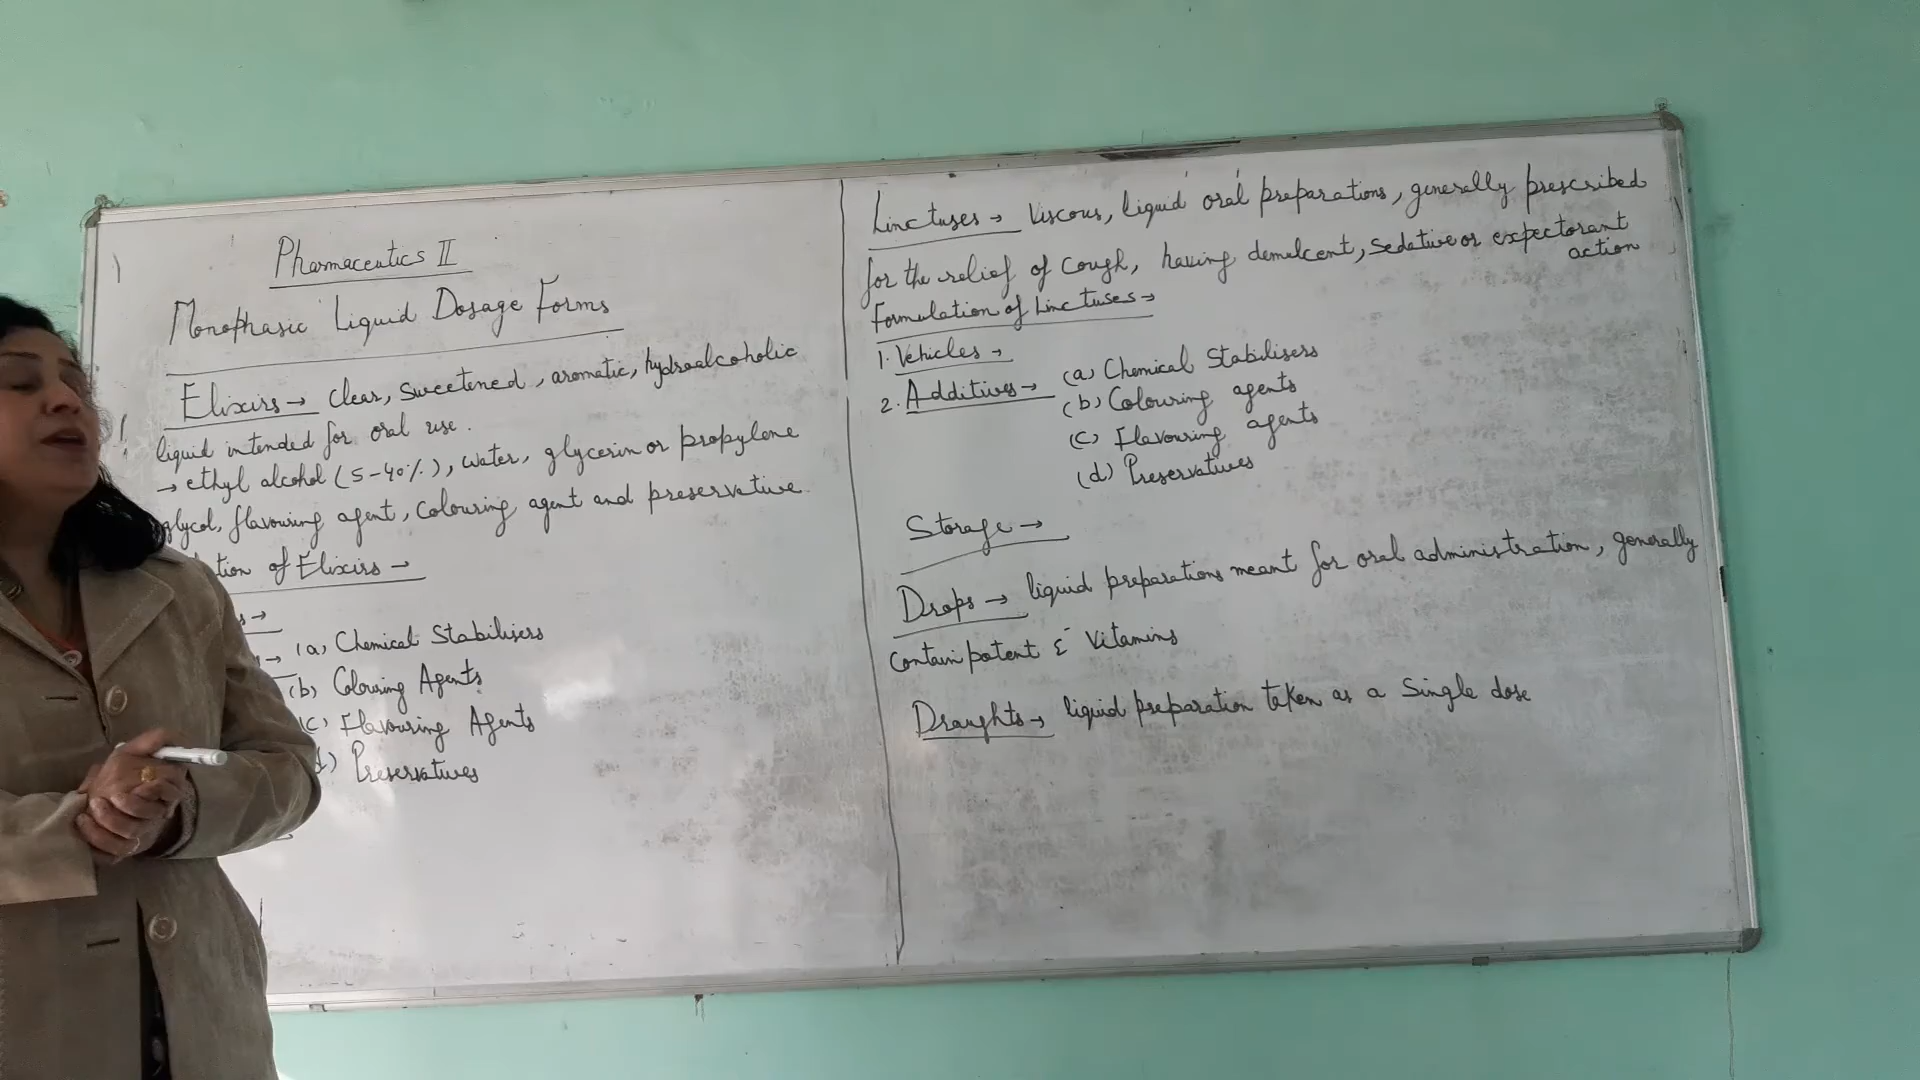 Pharmaceutics II
Monophasic Liquid Dosage Forms
Elixirs → Clear, sweetened, aromatic, hydroalcoholic
liquid intended for oral use.
→ ethyl alcohol (5-40%), water, glycerin or propylene
glycol, flavouring agent, Colouring agent and preservative.
tion of Elixirs →
s →
(a) Chemical Stabilisers
(b) Colouring Agents
(c) Flavouring Agents
d) Preservatives
Linctuses → Viscous, liquid oral preparations, generally prescribed
for the relief of Cough, having demulcent, Sedative or expectorant
action
Formulation of Linctuses →
1. Vehicles →
2. Additives → (a) Chemical Stabilisers
(b) Colouring agents
(c) Flavouring agents
(d) Preservatives
Storage →
Drops → liquid preparations meant for oral administration, generally
Contain potent & Vitamins
Draughts → liquid preparation taken as a Single dose